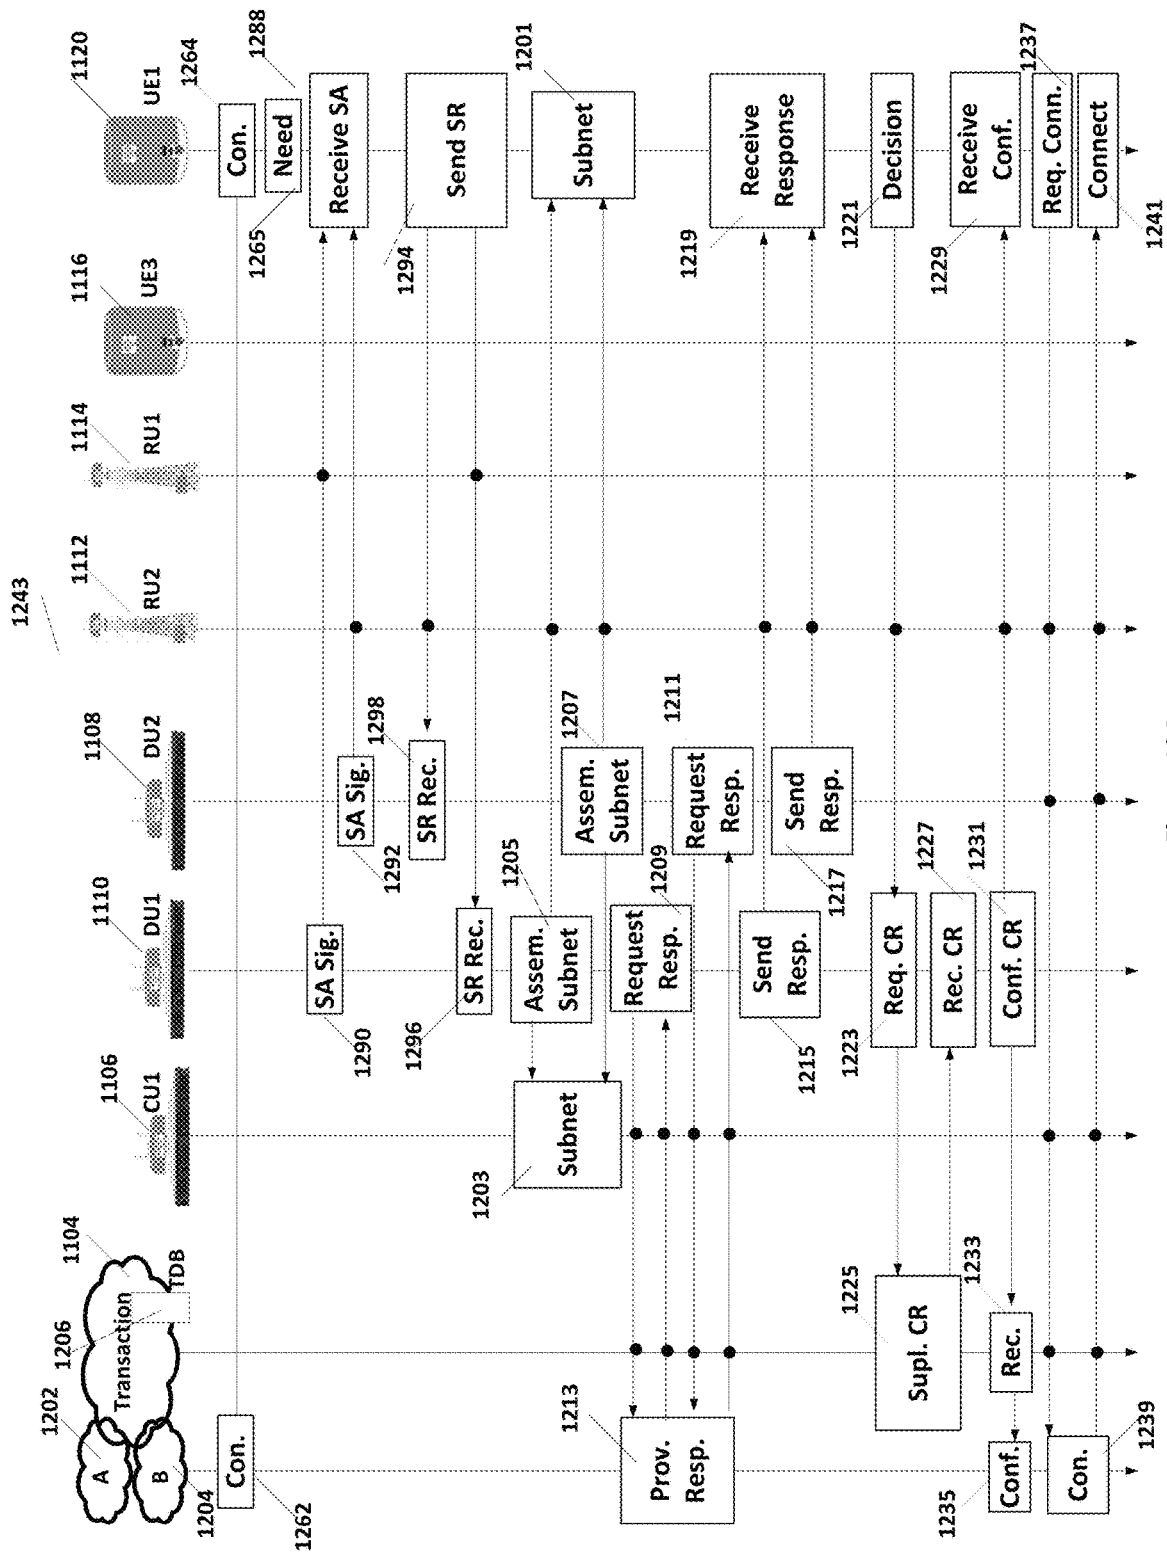 1243
1202
A
B
1204
1206
Transaction
1104
TDB
1106
CU1
1110
DU1
1108
DU2
1112
RU2
1114
RU1
1116
UE3
1120
UE1
Con.
1262
Con.
1264
Need
1265
1288
SA Sig.
1290
SA Sig.
1292
Receive SA
SR Rec.
1298
Send SR
1294
SR Rec.
1296
Subnet
1203
Assem.
Subnet
1205
Assem.
Subnet
1207
Subnet
1201
Prov.
Resp.
1213
Request
Resp.
1209
Request
Resp.
1211
Send
Resp.
1215
Send
Resp.
1217
Receive
Response
1219
Supl. CR
1225
Req. CR
1223
Decision
1221
Rec. CR
1227
Conf.
1235
Rec.
1233
Conf. CR
1231
Receive
Conf.
1229
Con.
1239
Req. Conn.
1237
Connect
1241